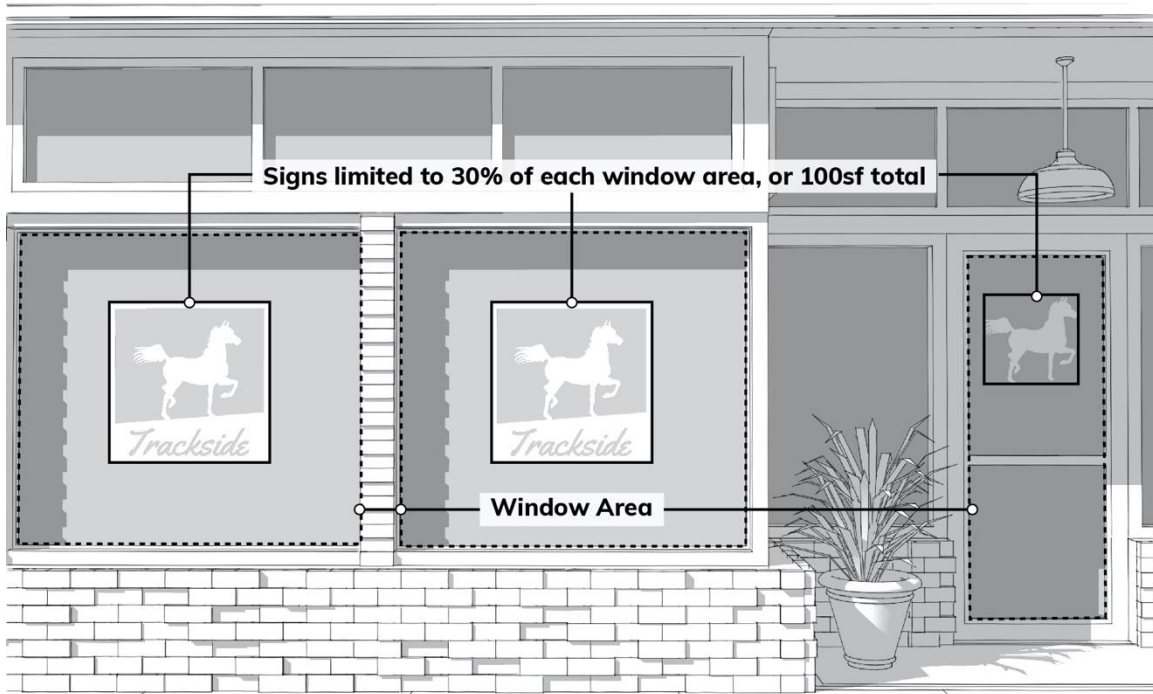 Signs limited to 30% of each window area, or 100sf total
Trackside
Trackside
Window Area